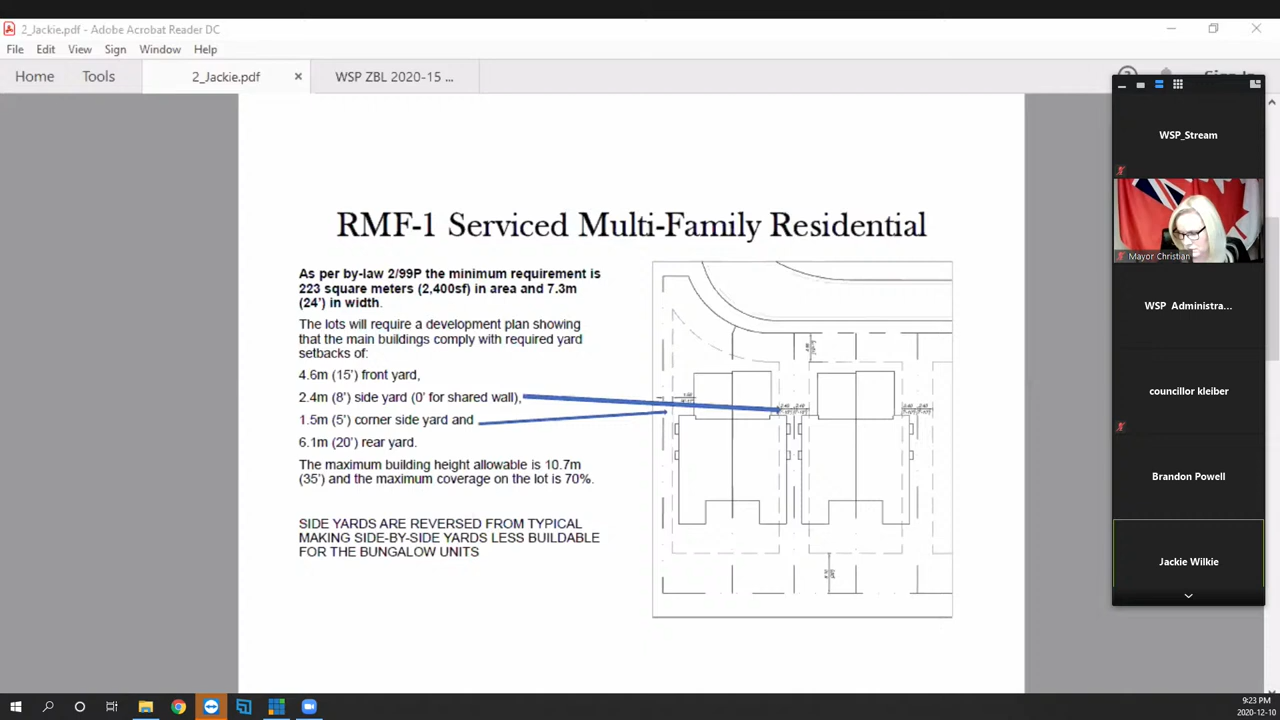 2_Jackie.pdf - Adobe Acrobat Reader DC
File Edit View Sign Window Help
Home Tools 2_Jackie.pdf × WSP ZBL 2020-15 ...
RMF-1 Serviced Multi-Family Residential
As per by-law 2/99P the minimum requirement is
223 square meters (2,400sf) in area and 7.3m
(24') in width.
The lots will require a development plan showing
that the main buildings comply with required yard
setbacks of:
4.6m (15') front yard,
2.4m (8') side yard (0' for shared wall),
1.5m (5') corner side yard and
6.1m (20') rear yard.
The maximum building height allowable is 10.7m
(35') and the maximum coverage on the lot is 70%.
SIDE YARDS ARE REVERSED FROM TYPICAL
MAKING SIDE-BY-SIDE YARDS LESS BUILDABLE
FOR THE BUNGALOW UNITS
WSP_Stream
Mayor Christian
WSP Administra...
councillor kleiber
Brandon Powell
Jackie Wilkie
9:23 PM
2020-12-10